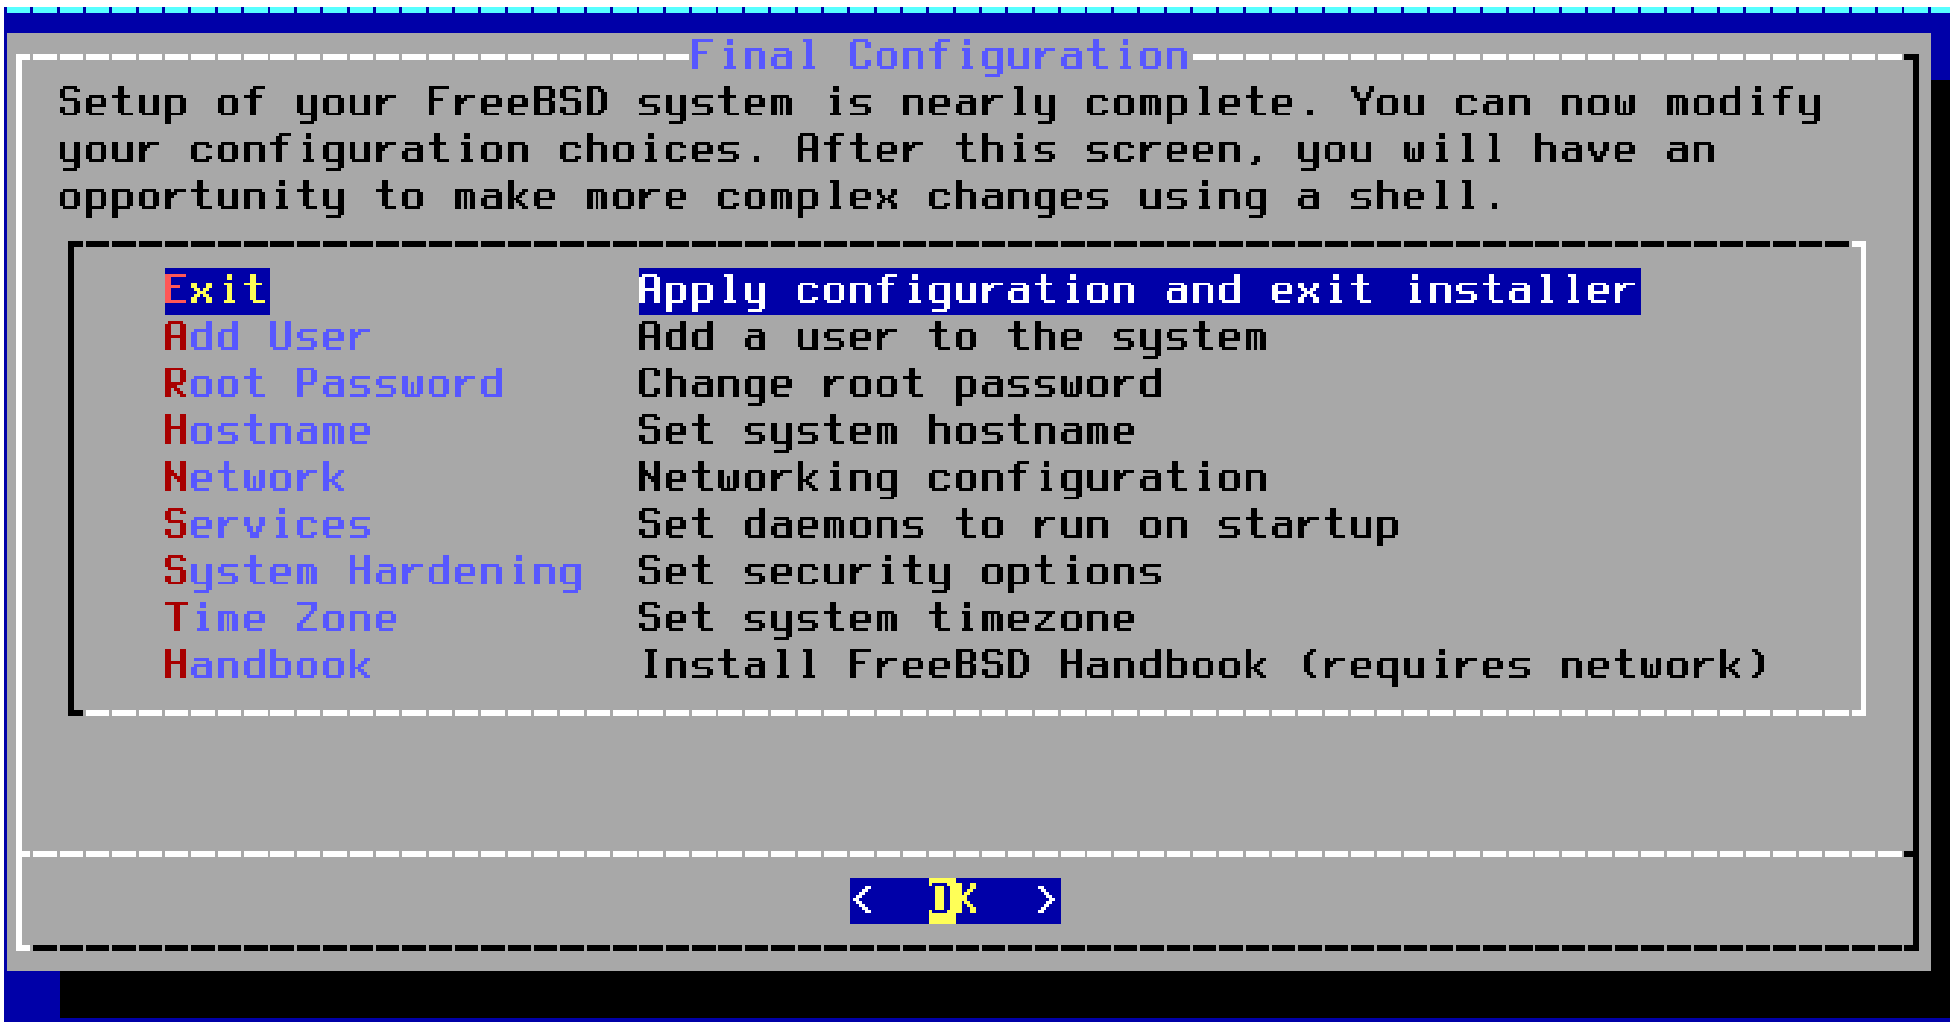 Final Configuration
Setup of your FreeBSD system is nearly complete. You can now modify
your configuration choices. After this screen, you will have an
opportunity to make more complex changes using a shell.
Exit Apply configuration and exit installer
Add User Add a user to the system
Root Password Change root password
Hostname Set system hostname
Network Networking configuration
Services Set daemons to run on startup
System Hardening Set security options
Time Zone Set system timezone
Handbook Install FreeBSD Handbook (requires network)
< OK >